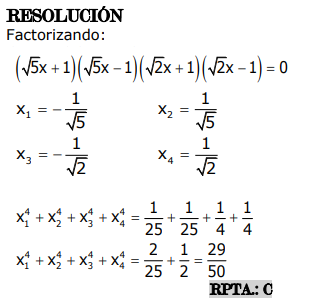 RESOLUCIÓN
Factorizando:
(√5x + 1)(√5x − 1)(√2x + 1)(√2x − 1) = 0
x₁ = −1/√5   x₂ = 1/√5
x₃ = −1/√2   x₄ = 1/√2
x₁⁴ + x₂⁴ + x₃⁴ + x₄⁴ = 1/25 + 1/25 + 1/4 + 1/4
x₁⁴ + x₂⁴ + x₃⁴ + x₄⁴ = 2/25 + 1/2 = 29/50
RPTA.: C